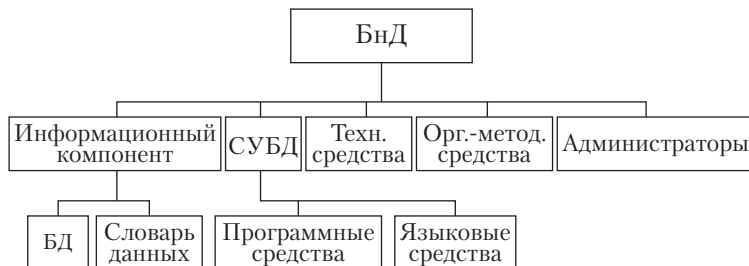 БнД
Информационный
компонент
СУБД
Техн.
средства
Орг.-метод.
средства
Администраторы
БД
Словарь
данных
Программные
средства
Языковые
средства